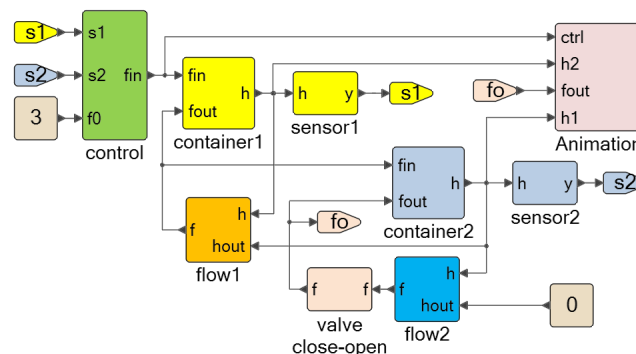 s1
s2
3
s1
s2
fin
f0
control
fin
h
fout
container1
h
y
sensor1
s1
fo
ctrl
h2
fout
h1
Animation
fin
h
fout
container2
h
y
sensor2
s2
h
f
hout
flow1
fo
f
f
valve
close-open
h
f
hout
flow2
0